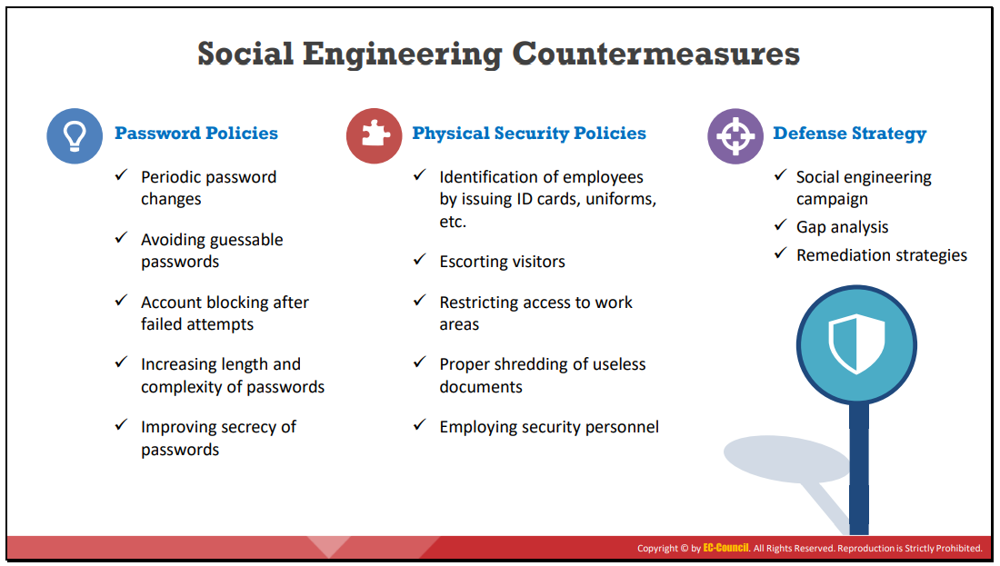 Social Engineering Countermeasures
Password Policies
✓ Periodic password
changes
✓ Avoiding guessable
passwords
✓ Account blocking after
failed attempts
✓ Increasing length and
complexity of passwords
✓ Improving secrecy of
passwords
Physical Security Policies
✓ Identification of employees
by issuing ID cards, uniforms,
etc.
✓ Escorting visitors
✓ Restricting access to work
areas
✓ Proper shredding of useless
documents
✓ Employing security personnel
Defense Strategy
✓ Social engineering
campaign
✓ Gap analysis
✓ Remediation strategies
Copyright © by EC-Council. All Rights Reserved. Reproduction is Strictly Prohibited.